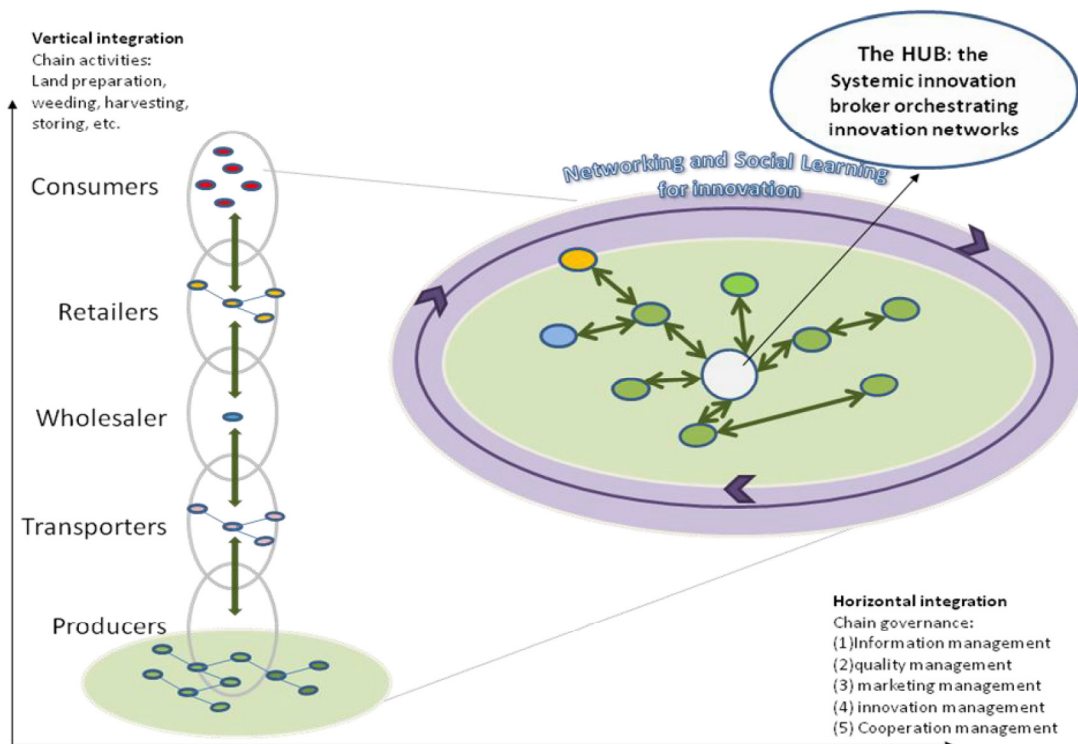 Vertical integration
Chain activities:
Land preparation,
weeding, harvesting,
storing, etc.
The HUB: the
Systemic innovation
broker orchestrating
innovation networks
Networking and Social Learning
for innovation
Consumers
Retailers
Wholesaler
Transporters
Producers
Horizontal integration
Chain governance:
(1)Information management
(2)quality management
(3) marketing management
(4) innovation management
(5) Cooperation management